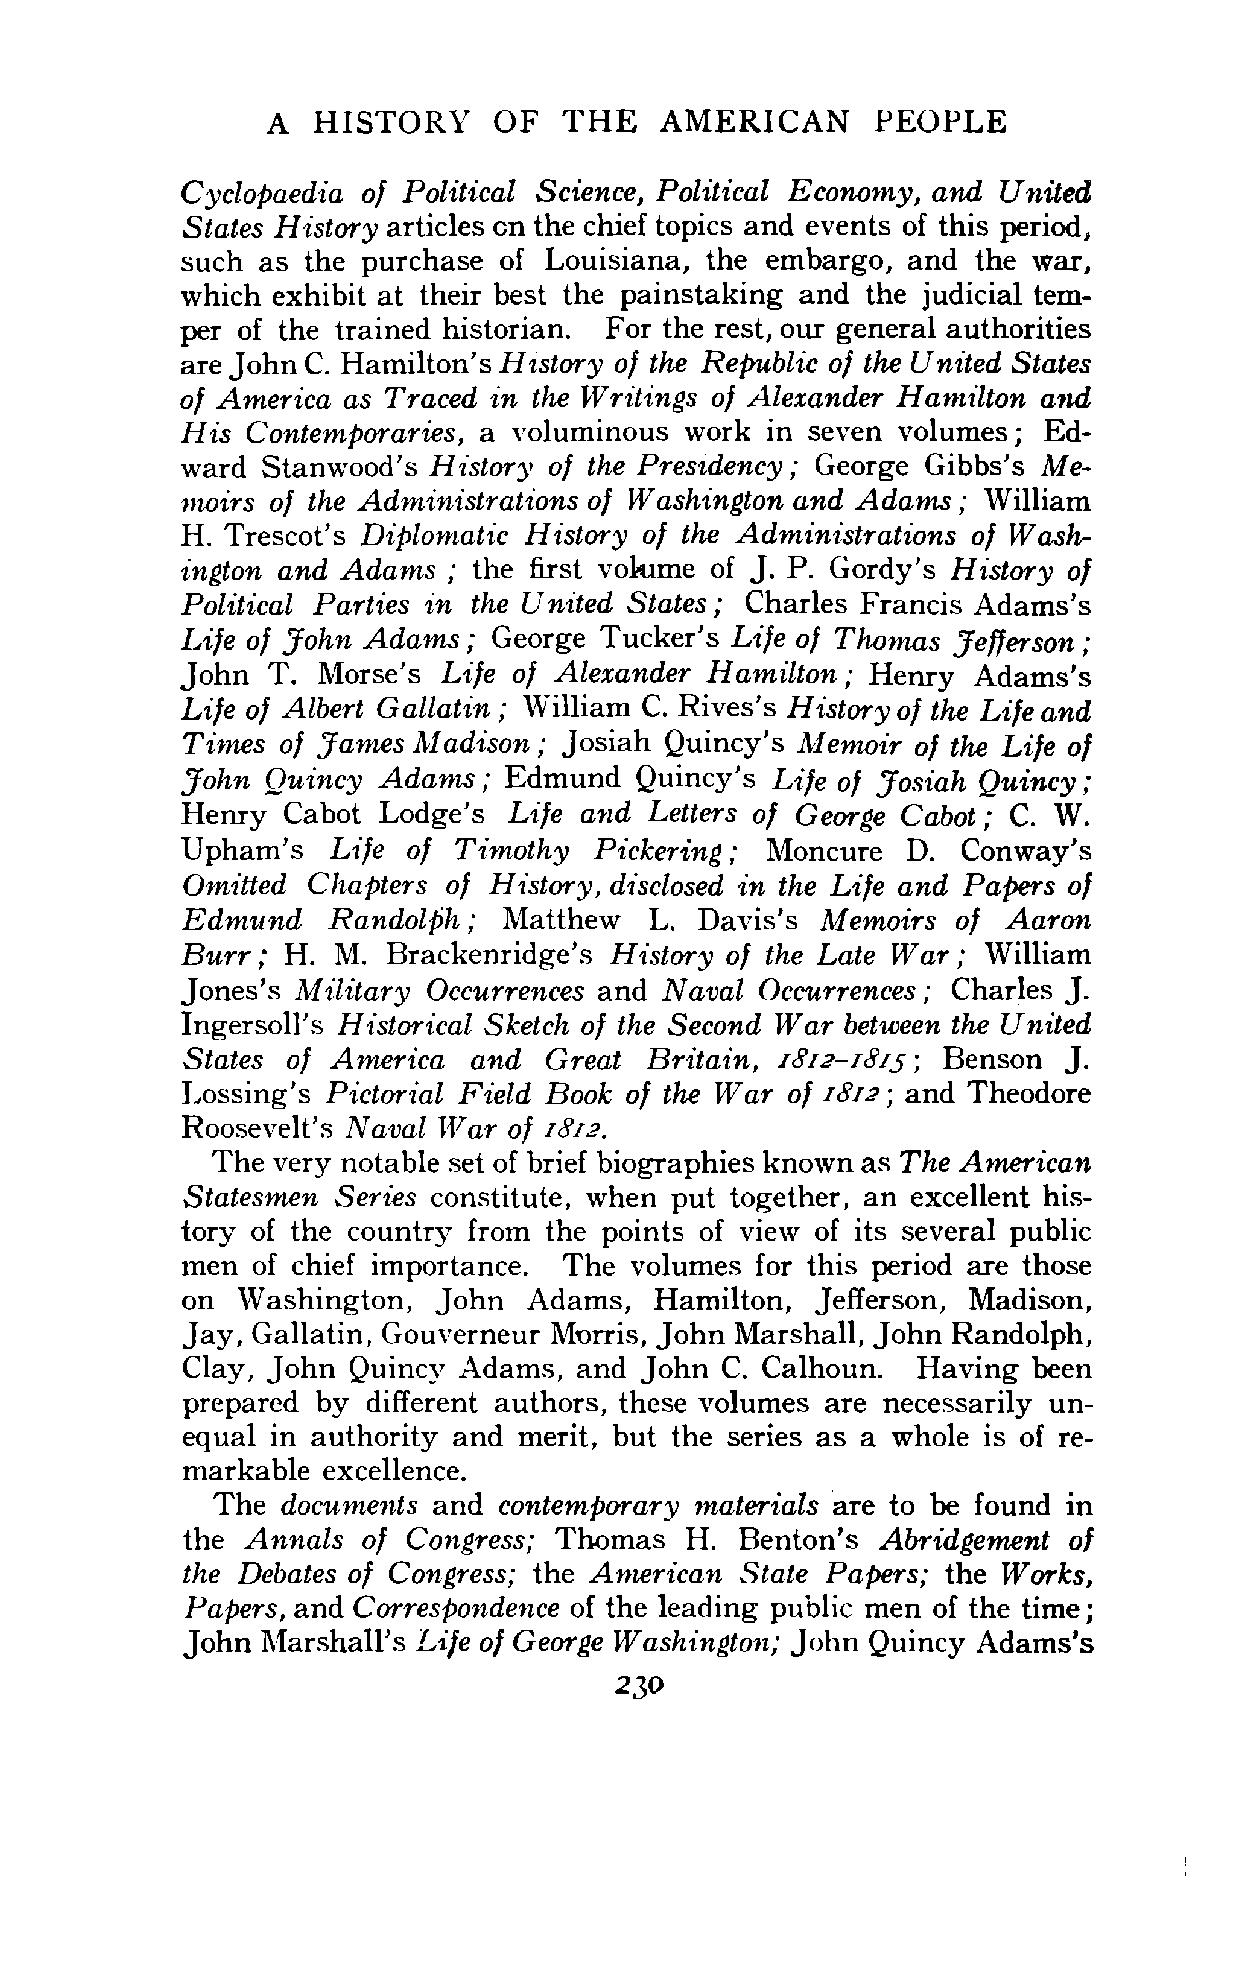 A HISTORY OF THE AMERICAN PEOPLE
Cyclopaedia of Political Science, Political Economy, and United
States History articles on the chief topics and events of this period,
such as the purchase of Louisiana, the embargo, and the war,
which exhibit at their best the painstaking and the judicial tem-
per of the trained historian. For the rest, our general authorities
are John C. Hamilton's History of the Republic of the United States
of America as Traced in the Writings of Alexander Hamilton and
His Contemporaries, a voluminous work in seven volumes; Ed-
ward Stanwood's History of the Presidency; George Gibbs's Me-
moirs of the Administrations of Washington and Adams; William
H. Trescot's Diplomatic History of the Administrations of Wash-
ington and Adams; the first volume of J. P. Gordy's History of
Political Parties in the United States; Charles Francis Adams's
Life of John Adams; George Tucker's Life of Thomas Jefferson;
John T. Morse's Life of Alexander Hamilton; Henry Adams's
Life of Albert Gallatin; William C. Rives's History of the Life and
Times of James Madison; Josiah Quincy's Memoir of the Life of
John Quincy Adams; Edmund Quincy's Life of Josiah Quincy;
Henry Cabot Lodge's Life and Letters of George Cabot; C. W.
Upham's Life of Timothy Pickering; Moncure D. Conway's
Omitted Chapters of History, disclosed in the Life and Papers of
Edmund Randolph; Matthew L. Davis's Memoirs of Aaron
Burr; H. M. Brackenridge's History of the Late War; William
Jones's Military Occurrences and Naval Occurrences; Charles J.
Ingersoll's Historical Sketch of the Second War between the United
States of America and Great Britain, 1812–1815; Benson J.
Lossing's Pictorial Field Book of the War of 1812; and Theodore
Roosevelt's Naval War of 1812.
The very notable set of brief biographies known as The American
Statesmen Series constitute, when put together, an excellent his-
tory of the country from the points of view of its several public
men of chief importance. The volumes for this period are those
on Washington, John Adams, Hamilton, Jefferson, Madison,
Jay, Gallatin, Gouverneur Morris, John Marshall, John Randolph,
Clay, John Quincy Adams, and John C. Calhoun. Having been
prepared by different authors, these volumes are necessarily un-
equal in authority and merit, but the series as a whole is of re-
markable excellence.
The documents and contemporary materials are to be found in
the Annals of Congress; Thomas H. Benton's Abridgement of
the Debates of Congress; the American State Papers; the Works,
Papers, and Correspondence of the leading public men of the time;
John Marshall's Life of George Washington; John Quincy Adams's
230